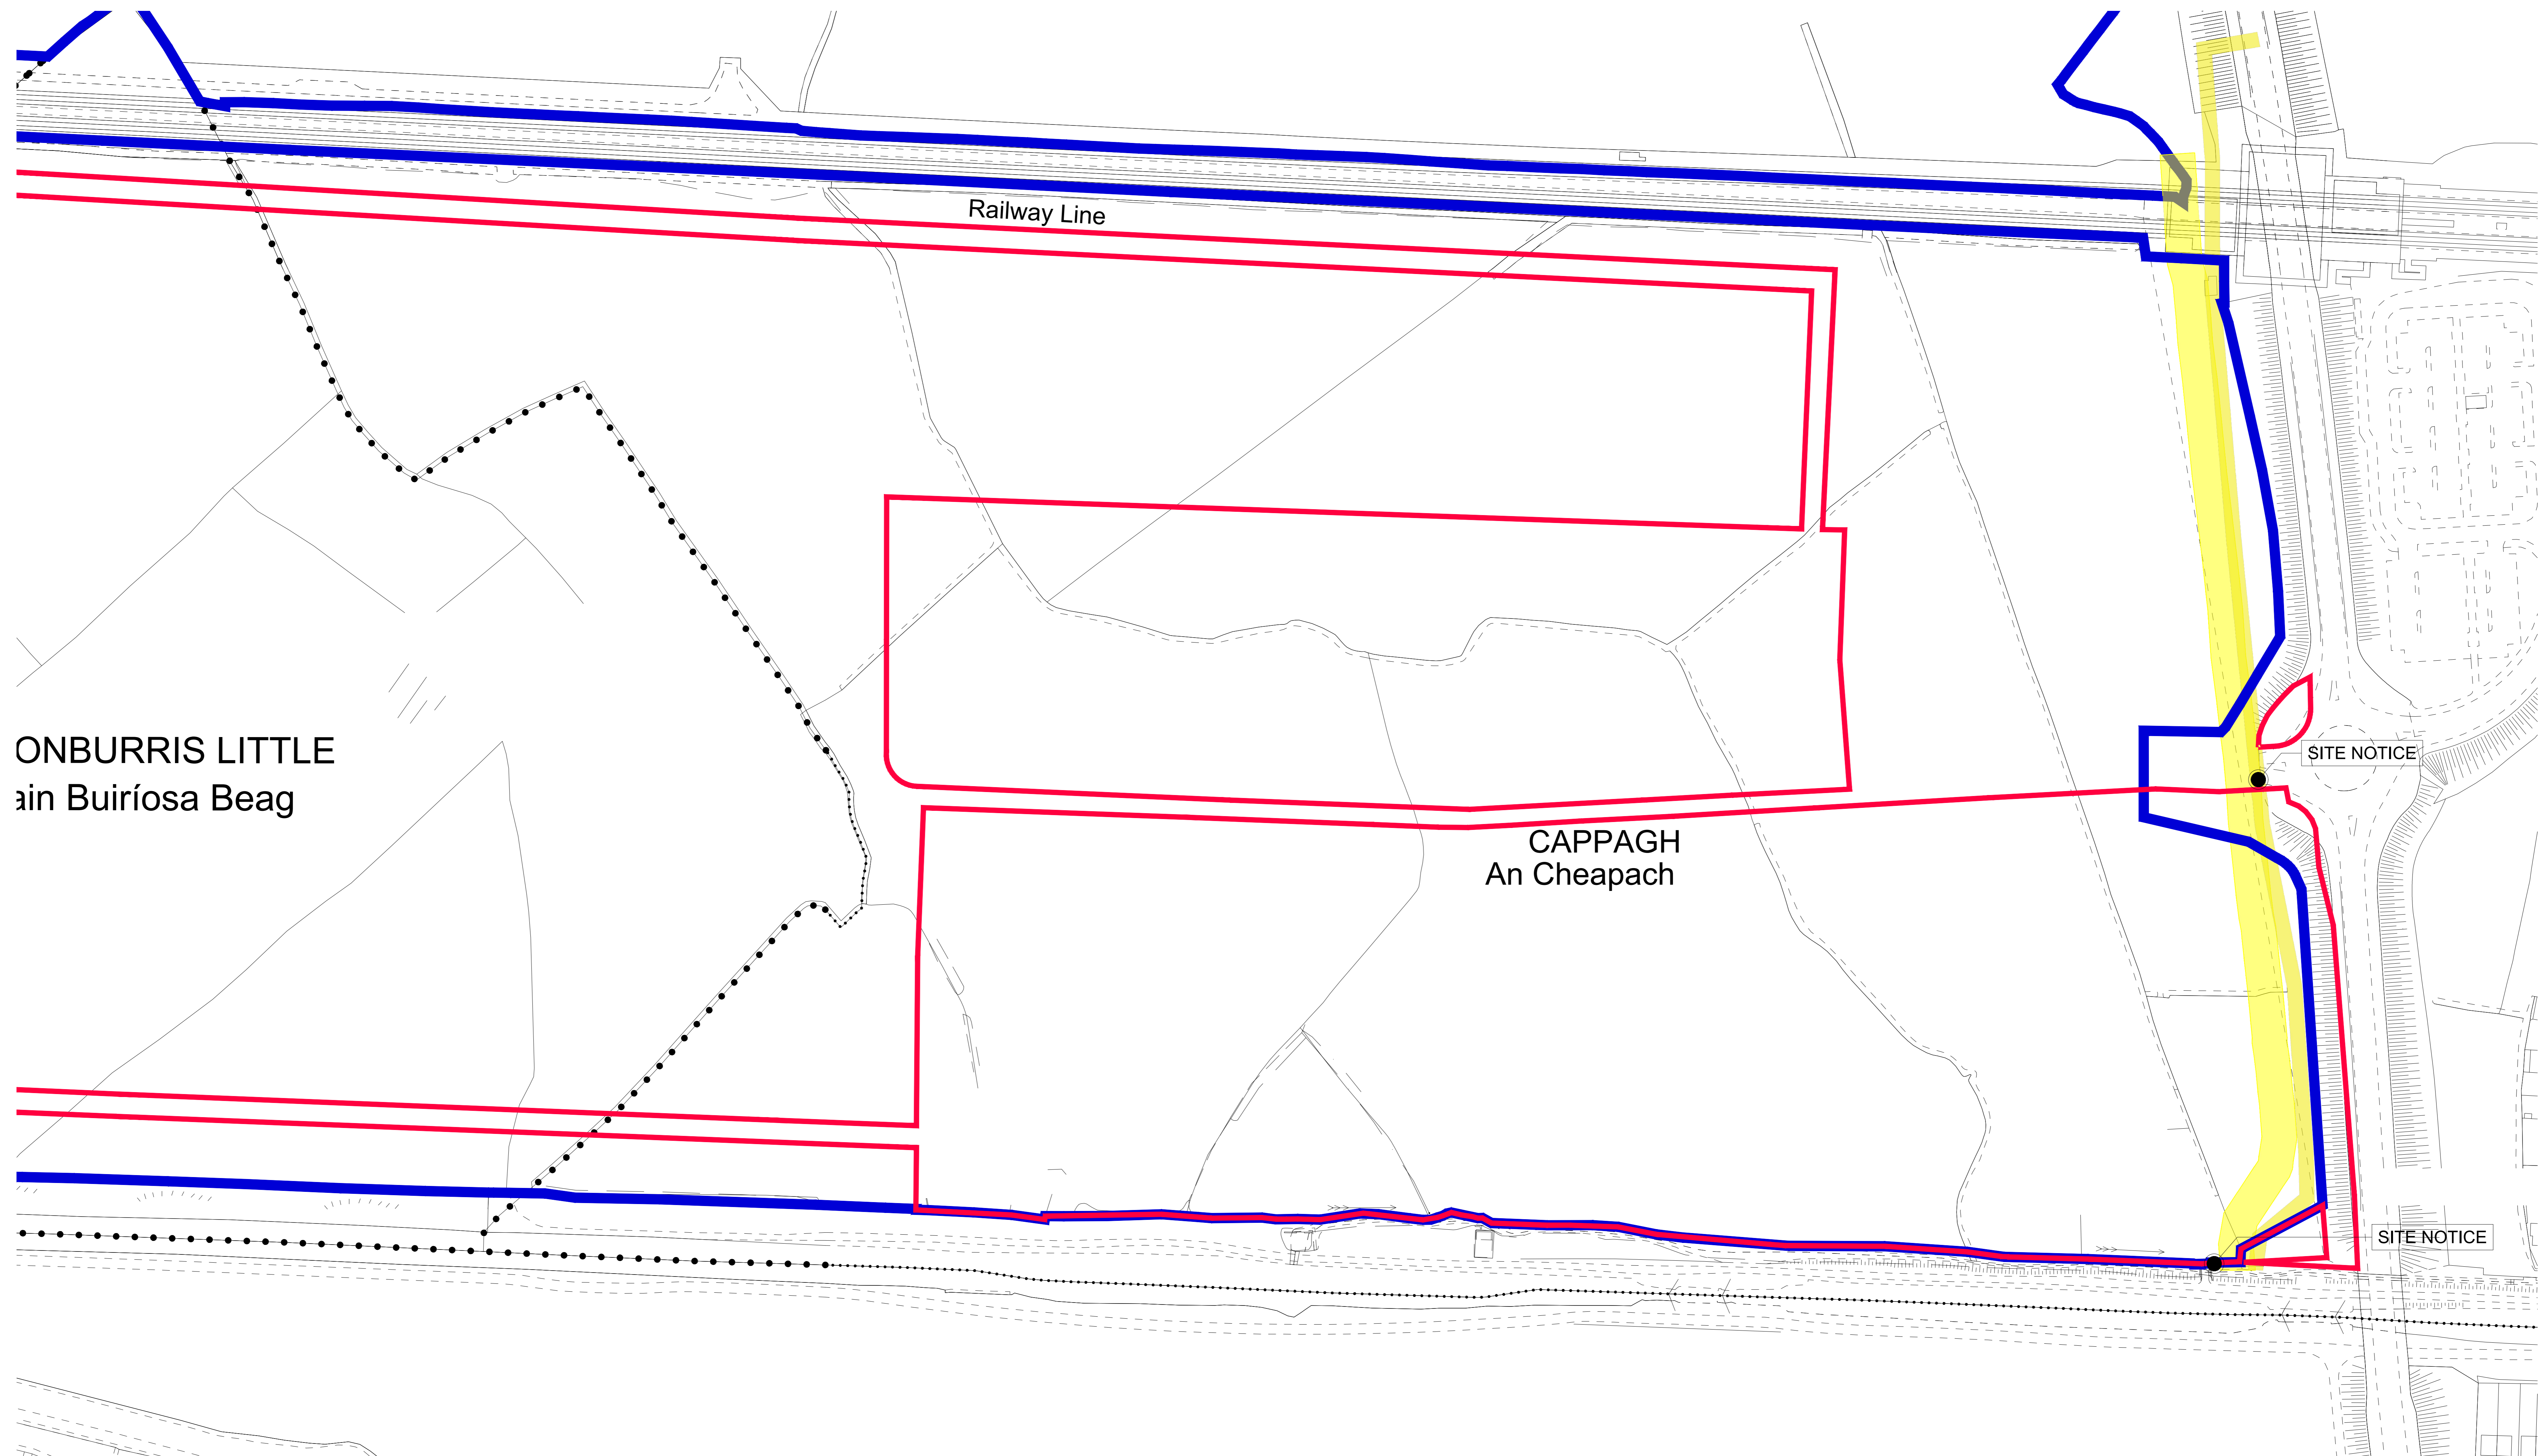 Railway Line
ONBURRIS LITTLE
ain Buiríosa Beag
SITE NOTICE
CAPPAGH
An Cheapach
SITE NOTICE